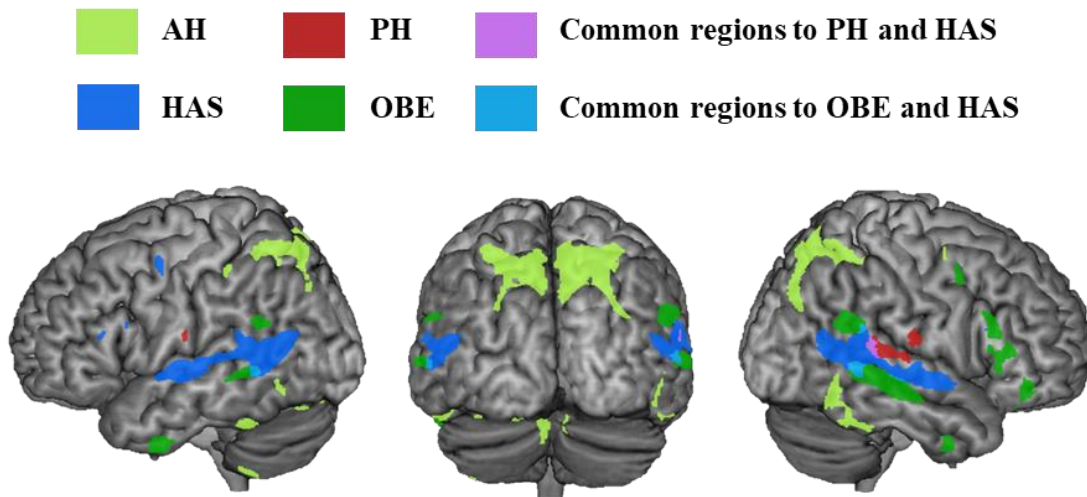 AH PH Common regions to PH and HAS
HAS OBE Common regions to OBE and HAS